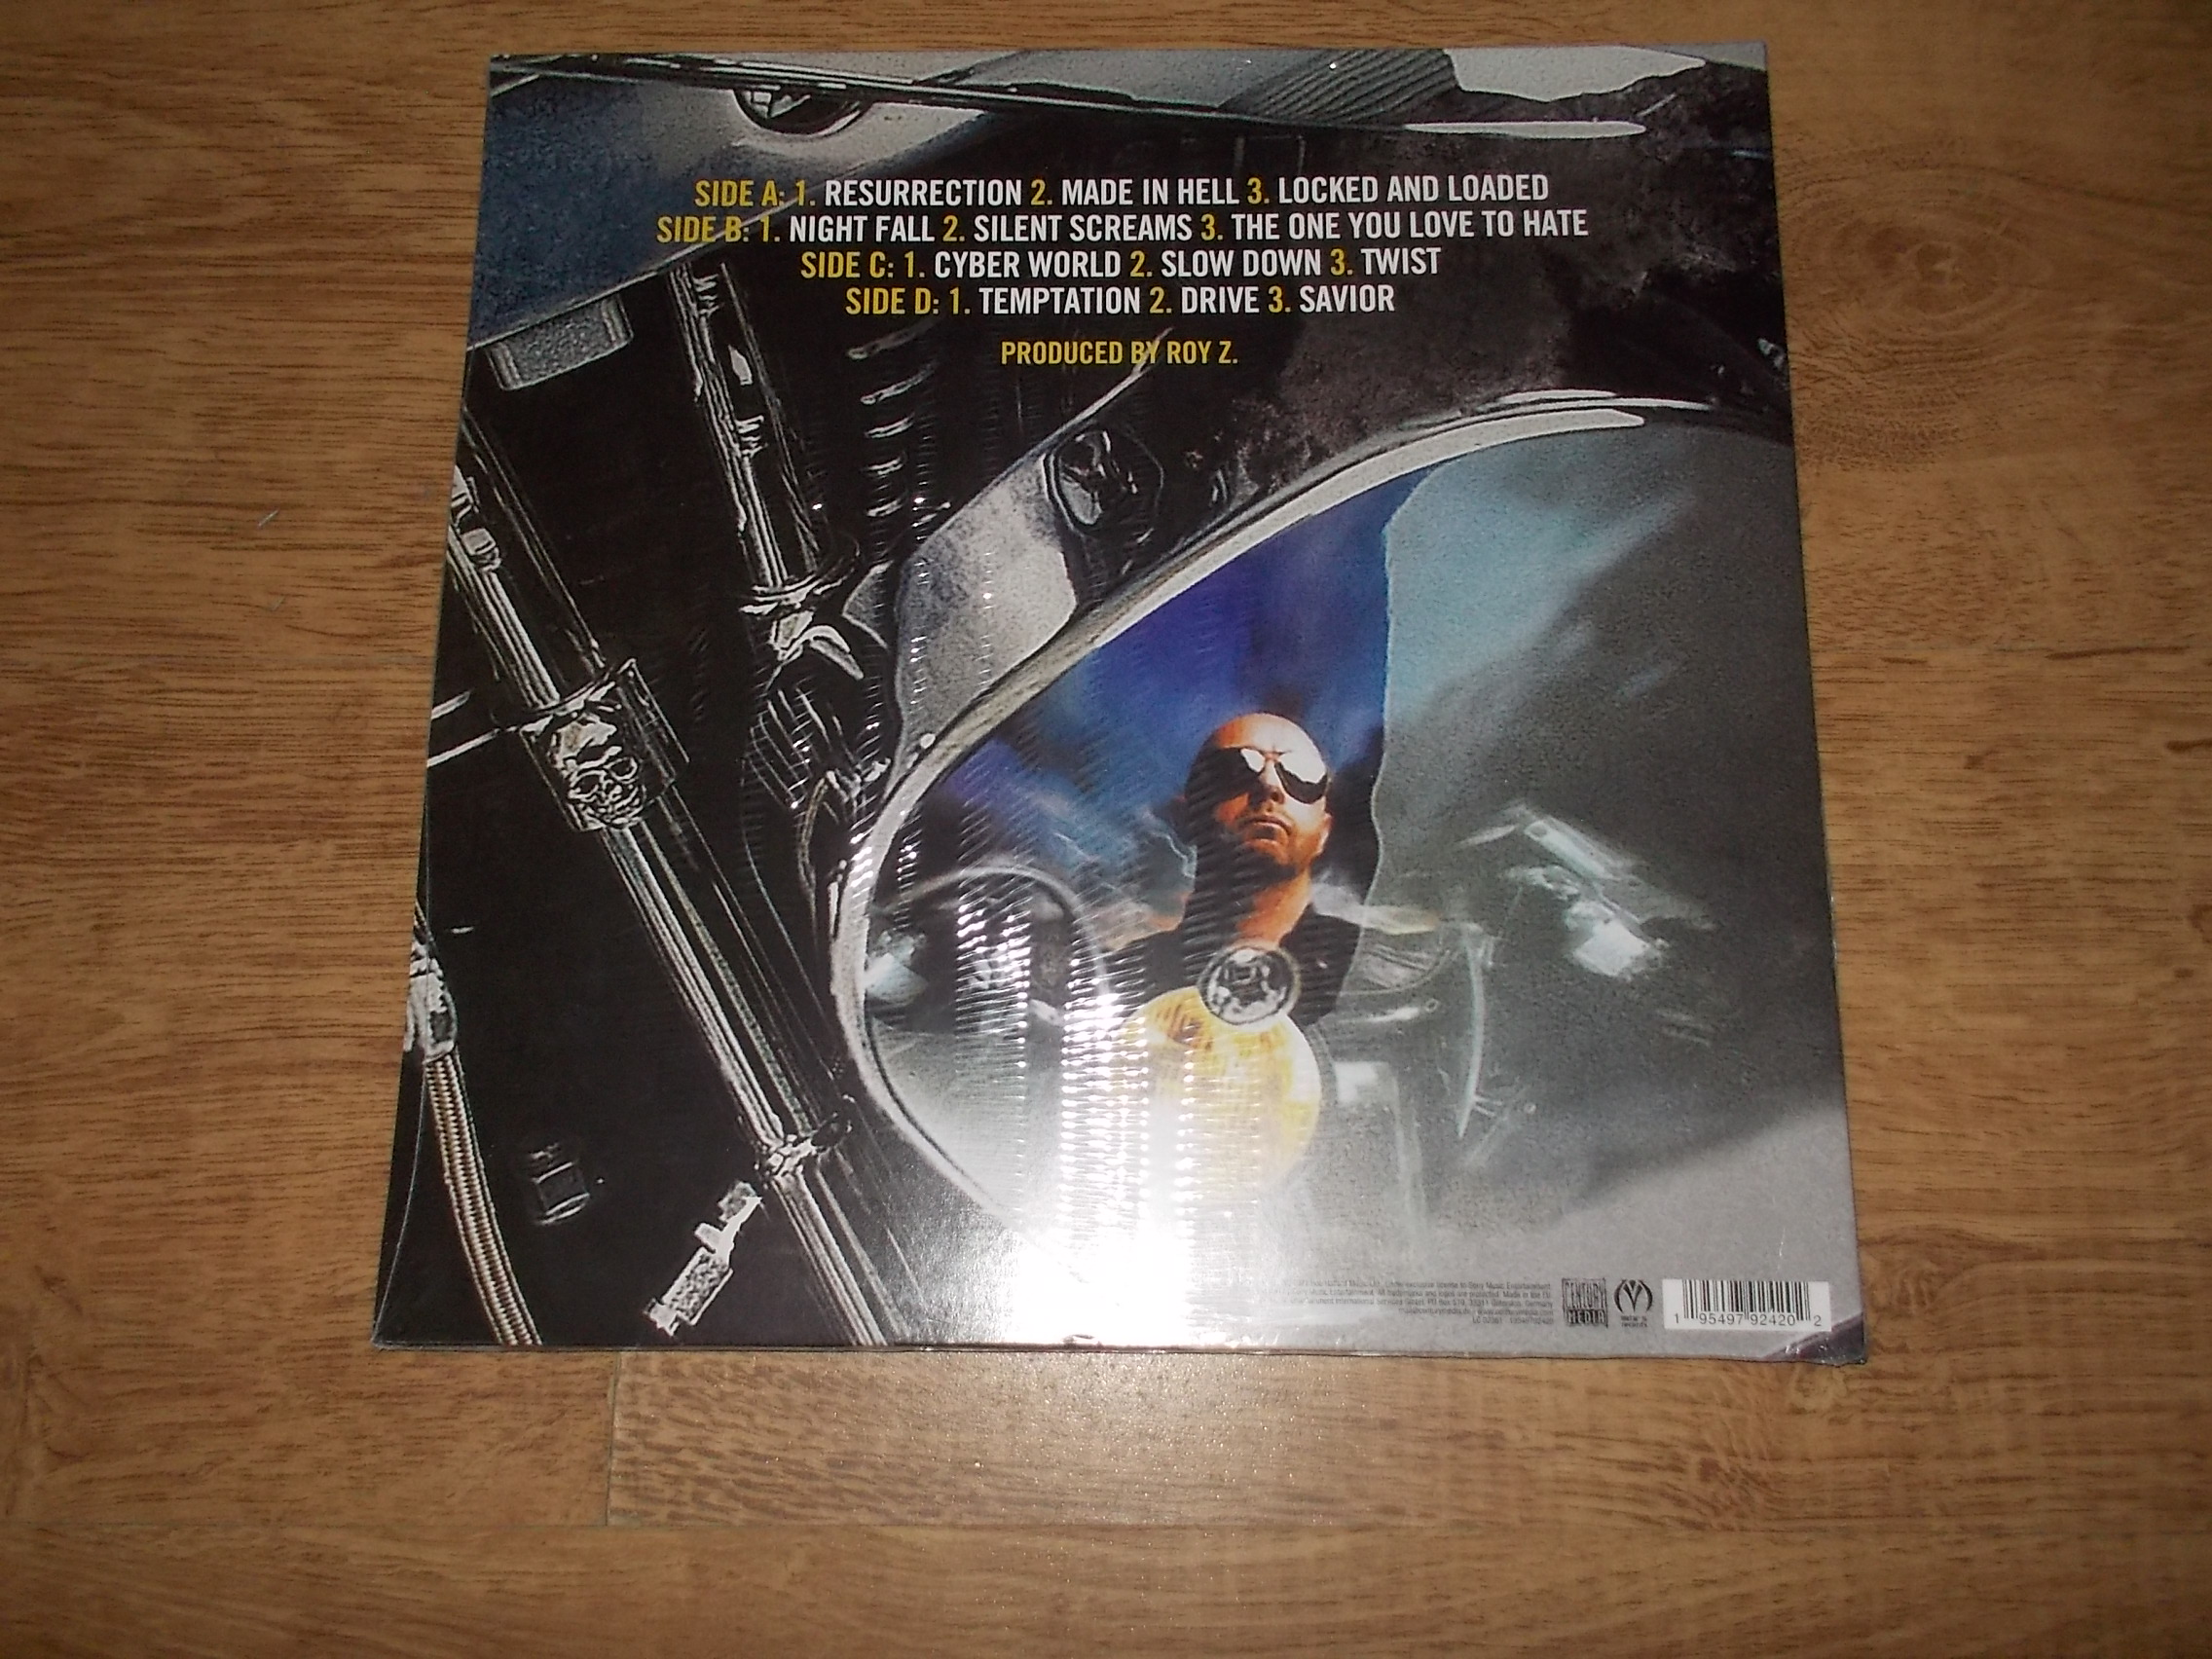 SIDE A: 1. RESURRECTION 2. MADE IN HELL 3. LOCKED AND LOADED
SIDE B: 1. NIGHT FALL 2. SILENT SCREAMS 3. THE ONE YOU LOVE TO HATE
SIDE C: 1. CYBER WORLD 2. SLOW DOWN 3. TWIST
SIDE D: 1. TEMPTATION 2. DRIVE 3. SAVIOR
PRODUCED BY ROY Z.
CENTURY MEDIA
1 95497 92420 2